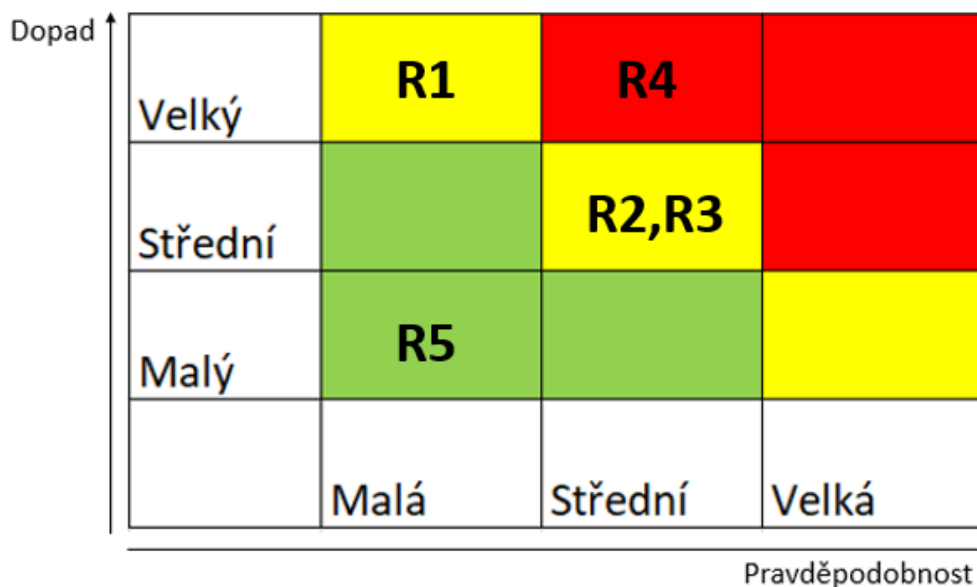 Dopad
Velký R1 R4
Střední R2,R3
Malý R5
Malá Střední Velká
Pravděpodobnost